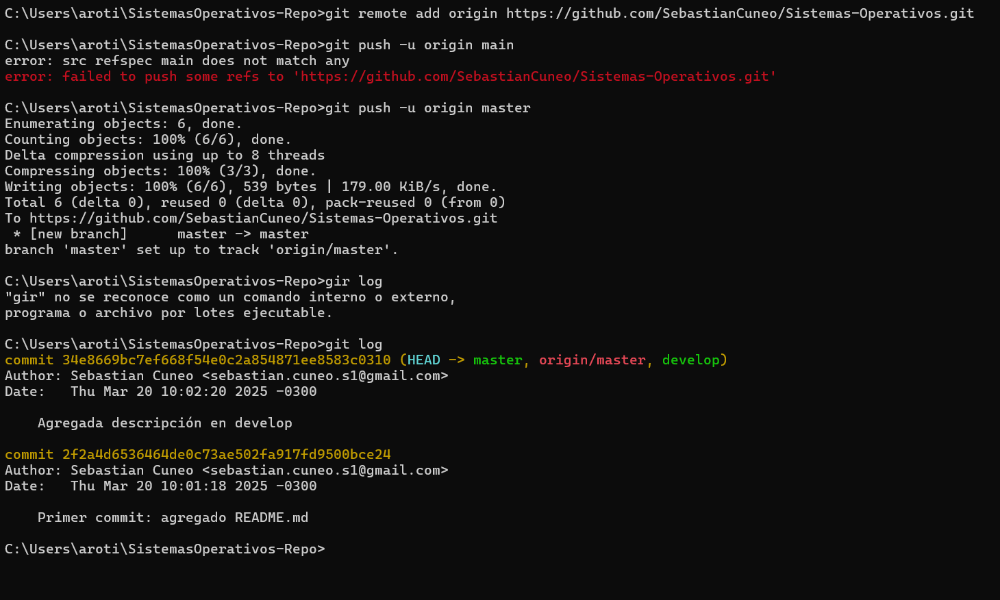 C:\Users\aroti\SistemasOperativos-Repo>git remote add origin https://github.com/SebastianCuneo/Sistemas-Operativos.git
C:\Users\aroti\SistemasOperativos-Repo>git push -u origin main
error: src refspec main does not match any
error: failed to push some refs to 'https://github.com/SebastianCuneo/Sistemas-Operativos.git'
C:\Users\aroti\SistemasOperativos-Repo>git push -u origin master
Enumerating objects: 6, done.
Counting objects: 100% (6/6), done.
Delta compression using up to 8 threads
Compressing objects: 100% (3/3), done.
Writing objects: 100% (6/6), 539 bytes | 179.00 KiB/s, done.
Total 6 (delta 0), reused 0 (delta 0), pack-reused 0 (from 0)
To https://github.com/SebastianCuneo/Sistemas-Operativos.git
 * [new branch]      master -> master
branch 'master' set up to track 'origin/master'.
C:\Users\aroti\SistemasOperativos-Repo>gir log
"gir" no se reconoce como un comando interno o externo,
programa o archivo por lotes ejecutable.
C:\Users\aroti\SistemasOperativos-Repo>git log
commit 34e8669bc7ef668f54e0c2a854871ee8583c0310 (HEAD -> master, origin/master, develop)
Author: Sebastian Cuneo <sebastian.cuneo.s1@gmail.com>
Date:   Thu Mar 20 10:02:20 2025 -0300
    Agregada descripción en develop
commit 2f2a4d6536464de0c73ae502fa917fd9500bce24
Author: Sebastian Cuneo <sebastian.cuneo.s1@gmail.com>
Date:   Thu Mar 20 10:01:18 2025 -0300
    Primer commit: agregado README.md
C:\Users\aroti\SistemasOperativos-Repo>